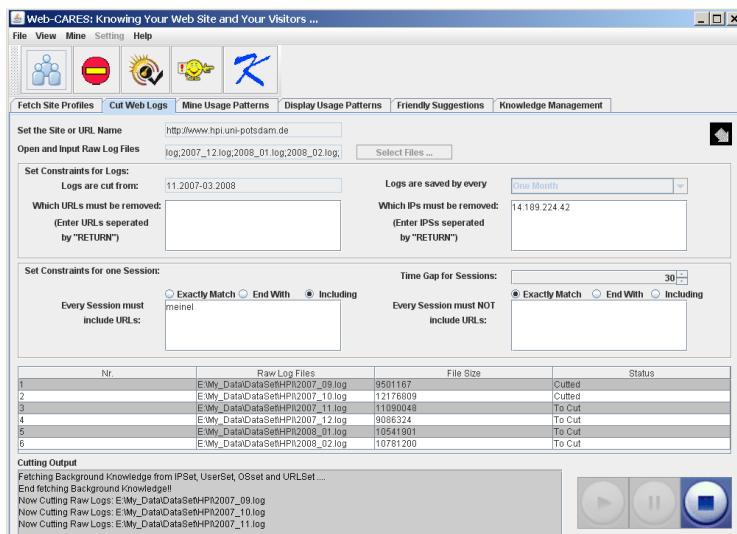 Web-CARES: Knowing Your Web Site and Your Visitors ...
File View Mine Setting Help
Fetch Site Profiles Cut Web Logs Mine Usage Patterns Display Usage Patterns Friendly Suggestions Knowledge Management
Set the Site or URL Name http://www.hpi.uni-potsdam.de
Open and Input Raw Log Files log;2007_12.log;2008_01.log;2008_02.log; Select Files ...
Set Constraints for Logs:
Logs are cut from: 11.2007-03.2008 Logs are saved by every One Month
Which URLs must be removed: Which IPs must be removed: 14.189.224.42
(Enter URLs seperated (Enter IPSs seperated
by "RETURN") by "RETURN")
Set Constraints for one Session: Time Gap for Sessions: 30
Exactly Match End With Including Exactly Match End With Including
Every Session must meinel Every Session must NOT
include URLs: include URLs:
Nr. Raw Log Files File Size Status
1 E:\My_Data\DataSet\HPI\2007_09.log 9501167 Cutted
2 E:\My_Data\DataSet\HPI\2007_10.log 12176809 Cutted
3 E:\My_Data\DataSet\HPI\2007_11.log 11090048 To Cut
4 E:\My_Data\DataSet\HPI\2007_12.log 9086324 To Cut
5 E:\My_Data\DataSet\HPI\2008_01.log 10541901 To Cut
6 E:\My_Data\DataSet\HPI\2008_02.log 10781200 To Cut
Cutting Output
Fetching Background Knowledge from IPSet, UserSet, OSset and URLSet ....
End fetching Background Knowledge!!
Now Cutting Raw Logs: E:\My_Data\DataSet\HPI\2007_09.log
Now Cutting Raw Logs: E:\My_Data\DataSet\HPI\2007_10.log
Now Cutting Raw Logs: E:\My_Data\DataSet\HPI\2007_11.log